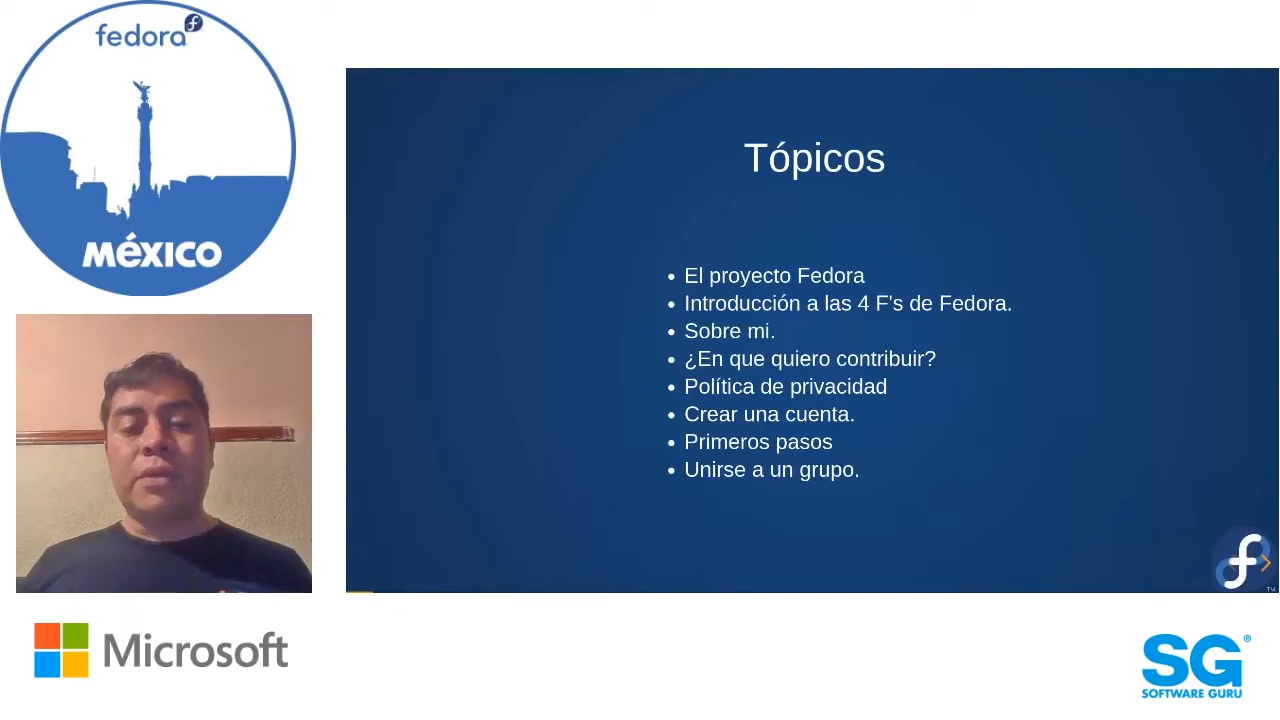 fedora
MÉXICO
Tópicos
El proyecto Fedora
Introducción a las 4 F's de Fedora.
Sobre mi.
¿En que quiero contribuir?
Política de privacidad
Crear una cuenta.
Primeros pasos
Unirse a un grupo.
TM
Microsoft
SG®
SOFTWARE GURU